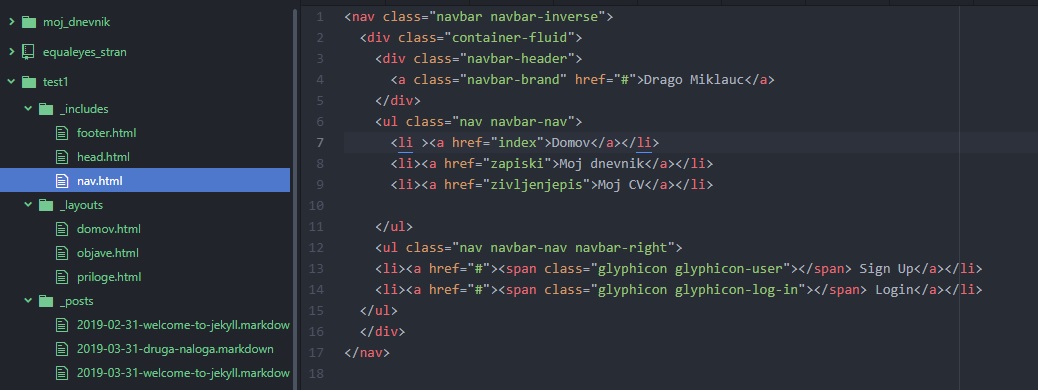 moj_dnevnik
equaleyes_stran
test1
_includes
footer.html
head.html
nav.html
_layouts
domov.html
objave.html
priloge.html
_posts
2019-02-31-welcome-to-jekyll.markdow
2019-03-31-druga-naloga.markdown
2019-03-31-welcome-to-jekyll.markdow
1 <nav class="navbar navbar-inverse">
2 <div class="container-fluid">
3 <div class="navbar-header">
4 <a class="navbar-brand" href="#">Drago Miklauc</a>
5 </div>
6 <ul class="nav navbar-nav">
7 <li ><a href="index">Domov</a></li>
8 <li><a href="zapiski">Moj dnevnik</a></li>
9 <li><a href="zivljenjepis">Moj CV</a></li>
10
11 </ul>
12 <ul class="nav navbar-nav navbar-right">
13 <li><a href="#"><span class="glyphicon glyphicon-user"></span> Sign Up</a></li>
14 <li><a href="#"><span class="glyphicon glyphicon-log-in"></span> Login</a></li>
15 </ul>
16 </div>
17 </nav>
18